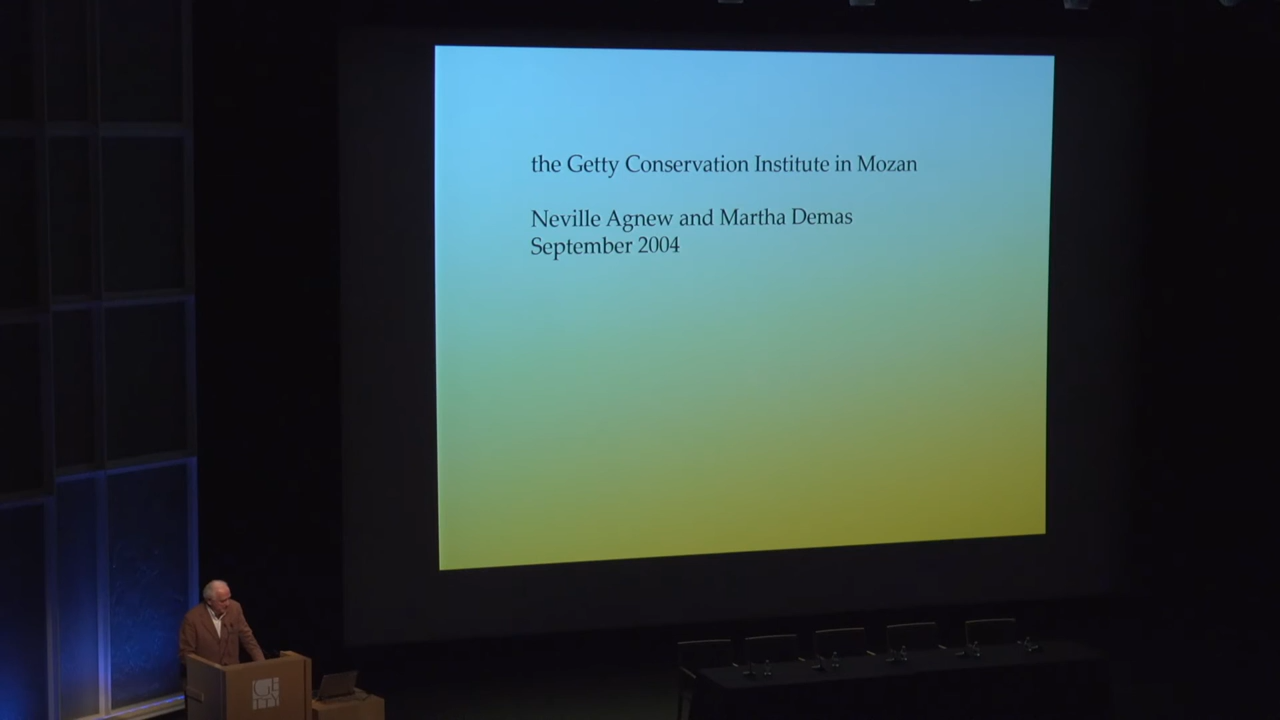 the Getty Conservation Institute in Mozan
Neville Agnew and Martha Demas
September 2004